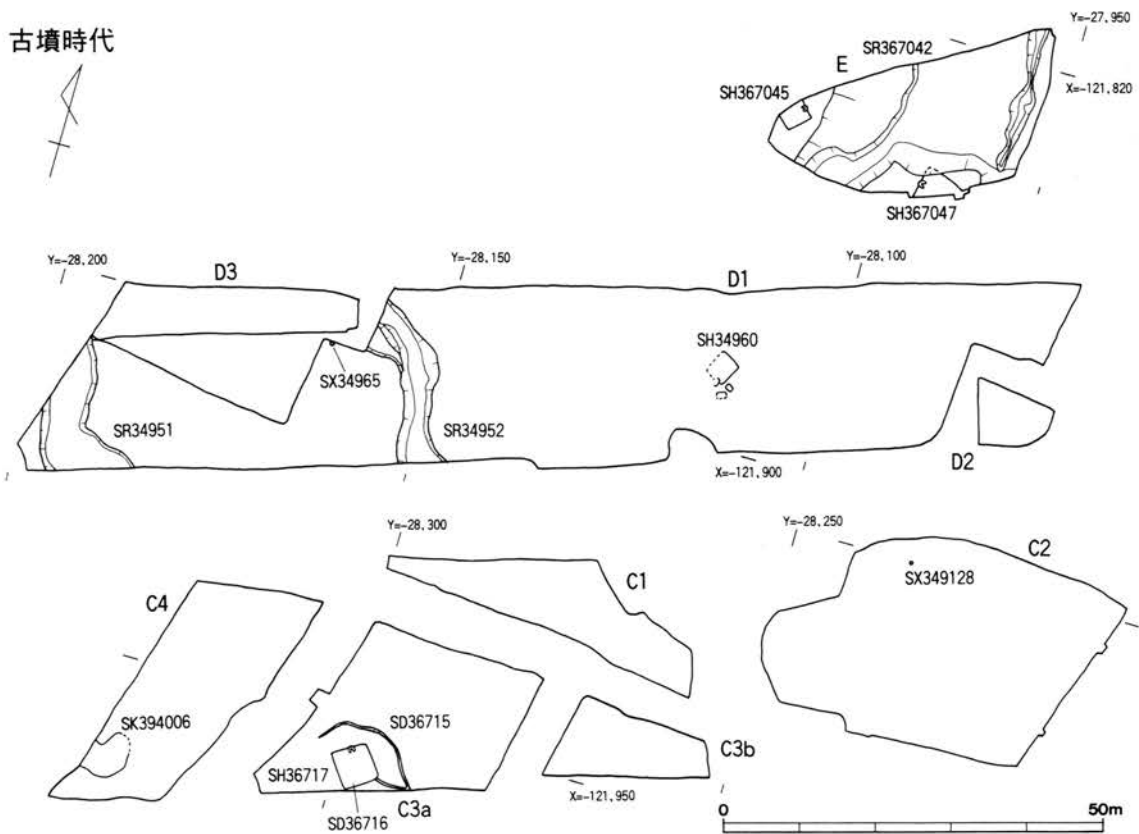 古墳時代
Y=-27,950
SR367042
E
X=-121,820
SH367045
SH367047
Y=-28,200
D3
Y=-28,150
D1
Y=-28,100
SH34960
SX34965
SR34951
SR34952
D2
X=-121,900
Y=-28,300
Y=-28,250
C2
C1
SX349128
C4
SK394006
SD36715
C3b
SH36717
X=-121,950
C3a
SD36716
0
50m